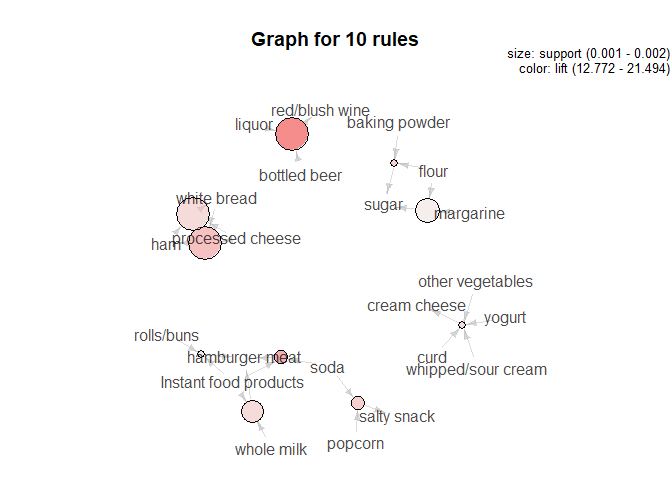 Graph for 10 rules
size: support (0.001 - 0.002)
color: lift (12.772 - 21.494)
red/blush wine
liquor
baking powder
bottled beer
flour
white bread
sugar
margarine
ham
processed cheese
other vegetables
cream cheese
yogurt
rolls/buns
hamburger meat
curd
soda
whipped/sour cream
Instant food products
salty snack
popcorn
whole milk